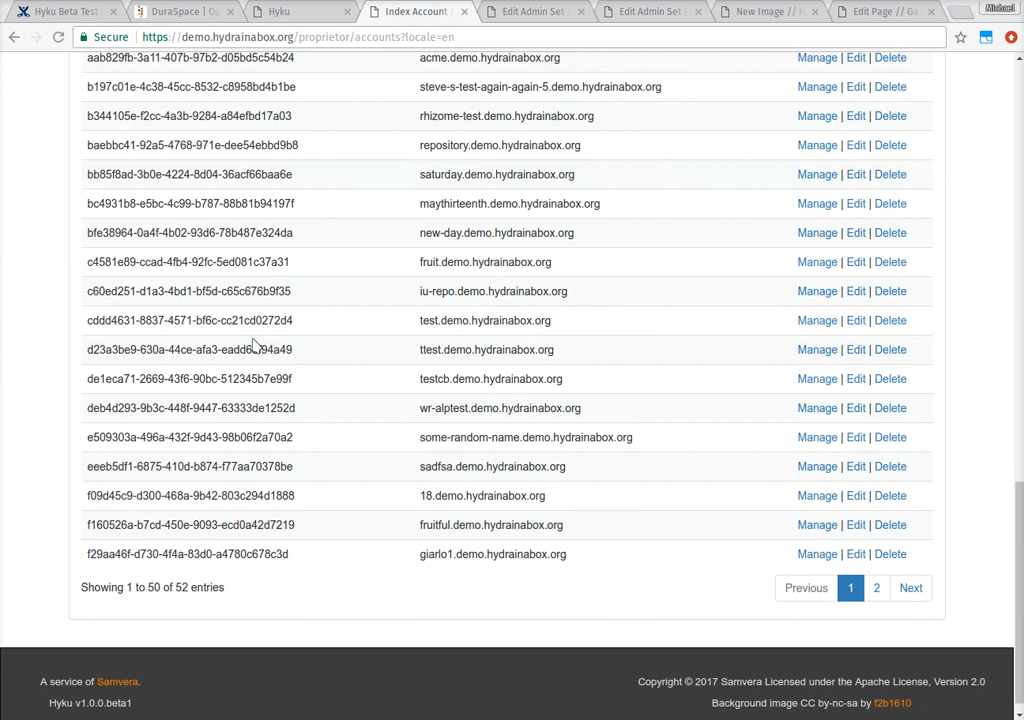 Hyku Beta Test
DuraSpace | Op
Hyku
Index Account /
Edit Admin Set
Edit Admin Set
New Image // H
Edit Page // Ga
Michael
Secure | https://demo.hydrainabox.org/proprietor/accounts?locale=en
aab829fb-3a11-407b-97b2-d05bd5c54b24 acme.demo.hydrainabox.org Manage | Edit | Delete
b197c01e-4c38-45cc-8532-c8958bd4b1be steve-s-test-again-again-5.demo.hydrainabox.org Manage | Edit | Delete
b344105e-f2cc-4a3b-9284-a84efbd17a03 rhizome-test.demo.hydrainabox.org Manage | Edit | Delete
baebbc41-92a5-4768-971e-dee54ebbd9b8 repository.demo.hydrainabox.org Manage | Edit | Delete
bb85f8ad-3b0e-4224-8d04-36acf66baa6e saturday.demo.hydrainabox.org Manage | Edit | Delete
bc4931b8-e5bc-4c99-b787-88b81b94197f maythirteenth.demo.hydrainabox.org Manage | Edit | Delete
bfe38964-0a4f-4b02-93d6-78b487e324da new-day.demo.hydrainabox.org Manage | Edit | Delete
c4581e89-ccad-4fb4-92fc-5ed081c37a31 fruit.demo.hydrainabox.org Manage | Edit | Delete
c60ed251-d1a3-4bd1-bf5d-c65c676b9f35 iu-repo.demo.hydrainabox.org Manage | Edit | Delete
cddd4631-8837-4571-bf6c-cc21cd0272d4 test.demo.hydrainabox.org Manage | Edit | Delete
ttest.demo.hydrainabox.org Manage | Edit | Delete
de1eca71-2669-43f6-90bc-512345b7e99f testcb.demo.hydrainabox.org Manage | Edit | Delete
deb4d293-9b3c-448f-9447-63333de1252d wr-alptest.demo.hydrainabox.org Manage | Edit | Delete
e509303a-496a-432f-9d43-98b06f2a70a2 some-random-name.demo.hydrainabox.org Manage | Edit | Delete
eeeb5df1-6875-410d-b874-f77aa70378be sadfsa.demo.hydrainabox.org Manage | Edit | Delete
f09d45c9-d300-468a-9b42-803c294d1888 18.demo.hydrainabox.org Manage | Edit | Delete
f160526a-b7cd-450e-9093-ecd0a42d7219 fruitful.demo.hydrainabox.org Manage | Edit | Delete
f29aa46f-d730-4f4a-83d0-a4780c678c3d giarlo1.demo.hydrainabox.org Manage | Edit | Delete
Showing 1 to 50 of 52 entries Previous 1 2 Next
A service of Samvera. Copyright © 2017 Samvera Licensed under the Apache License, Version 2.0
Hyku v1.0.0.beta1 Background image CC by-nc-sa by f2b1610